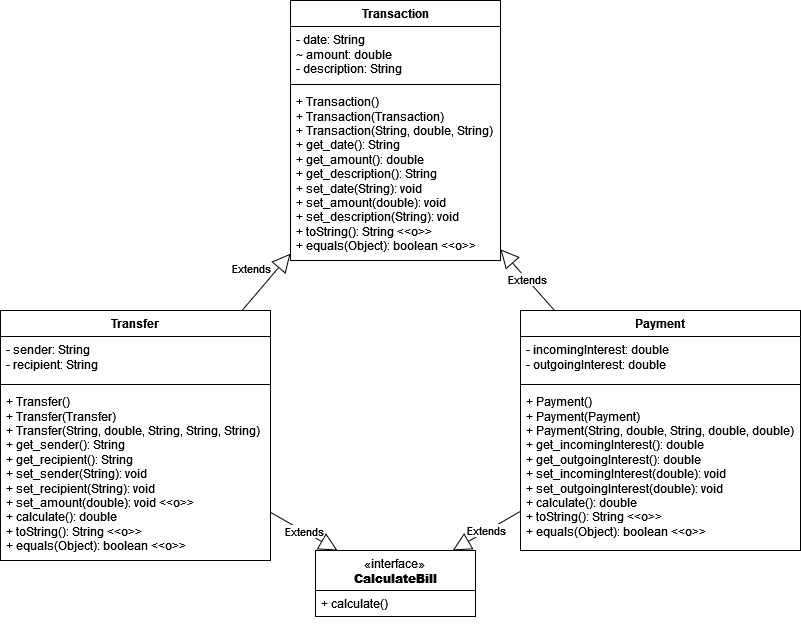 Transaction
- date: String
~ amount: double
- description: String
+ Transaction()
+ Transaction(Transaction)
+ Transaction(String, double, String)
+ get_date(): String
+ get_amount(): double
+ get_description(): String
+ set_date(String): void
+ set_amount(double): void
+ set_description(String): void
+ toString(): String <<o>>
+ equals(Object): boolean <<o>>
Extends
Extends
Transfer
- sender: String
- recipient: String
+ Transfer()
+ Transfer(Transfer)
+ Transfer(String, double, String, String, String)
+ get_sender(): String
+ get_recipient(): String
+ set_sender(String): void
+ set_recipient(String): void
+ set_amount(double): void <<o>>
+ calculate(): double
+ toString(): String <<o>>
+ equals(Object): boolean <<o>>
Payment
- incomingInterest: double
- outgoingInterest: double
+ Payment()
+ Payment(Payment)
+ Payment(String, double, String, double, double)
+ get_incomingInterest(): double
+ get_outgoingInterest(): double
+ set_incomingInterest(double): void
+ set_outgoingInterest(double): void
+ calculate(): double
+ toString(): String <<o>>
+ equals(Object): boolean <<o>>
Extends
Extends
«interface»
CalculateBill
+ calculate()